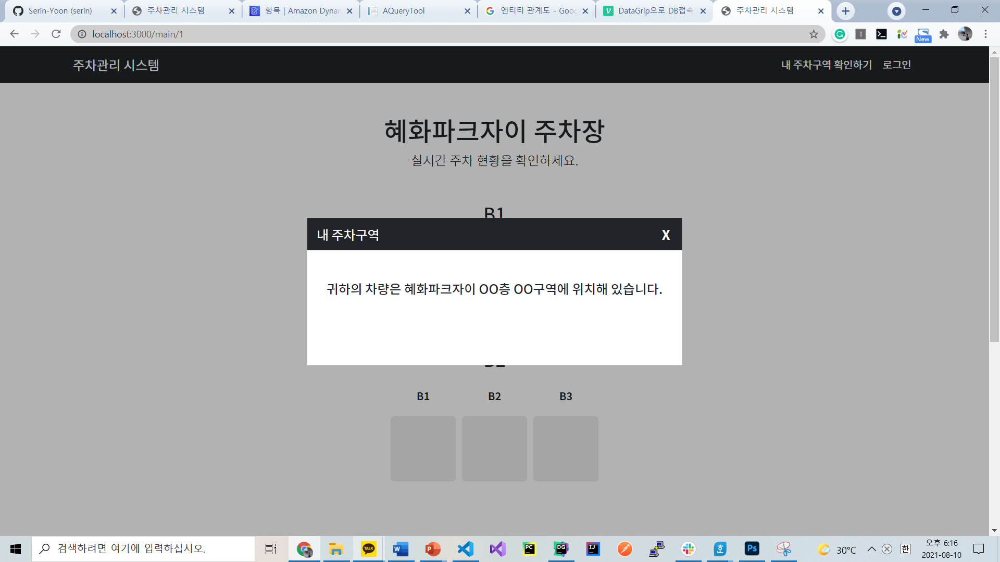 Serin-Yoon (serin)
주차관리 시스템
항목 | Amazon Dynam
AQueryTool
엔티티 관계도 - Goog
DataGrip으로 DB접속
주차관리 시스템
localhost:3000/main/1
New
주차관리 시스템
내 주차구역 확인하기
로그인
혜화파크자이 주차장
실시간 주차 현황을 확인하세요.
B1
내 주차구역
X
귀하의 차량은 혜화파크자이 OO층 OO구역에 위치해 있습니다.
B1
B2
B3
검색하려면 여기에 입력하십시오.
TALK
W
P
PC
DG
IJ
Ps
30°C
한
오후 6:16
2021-08-10